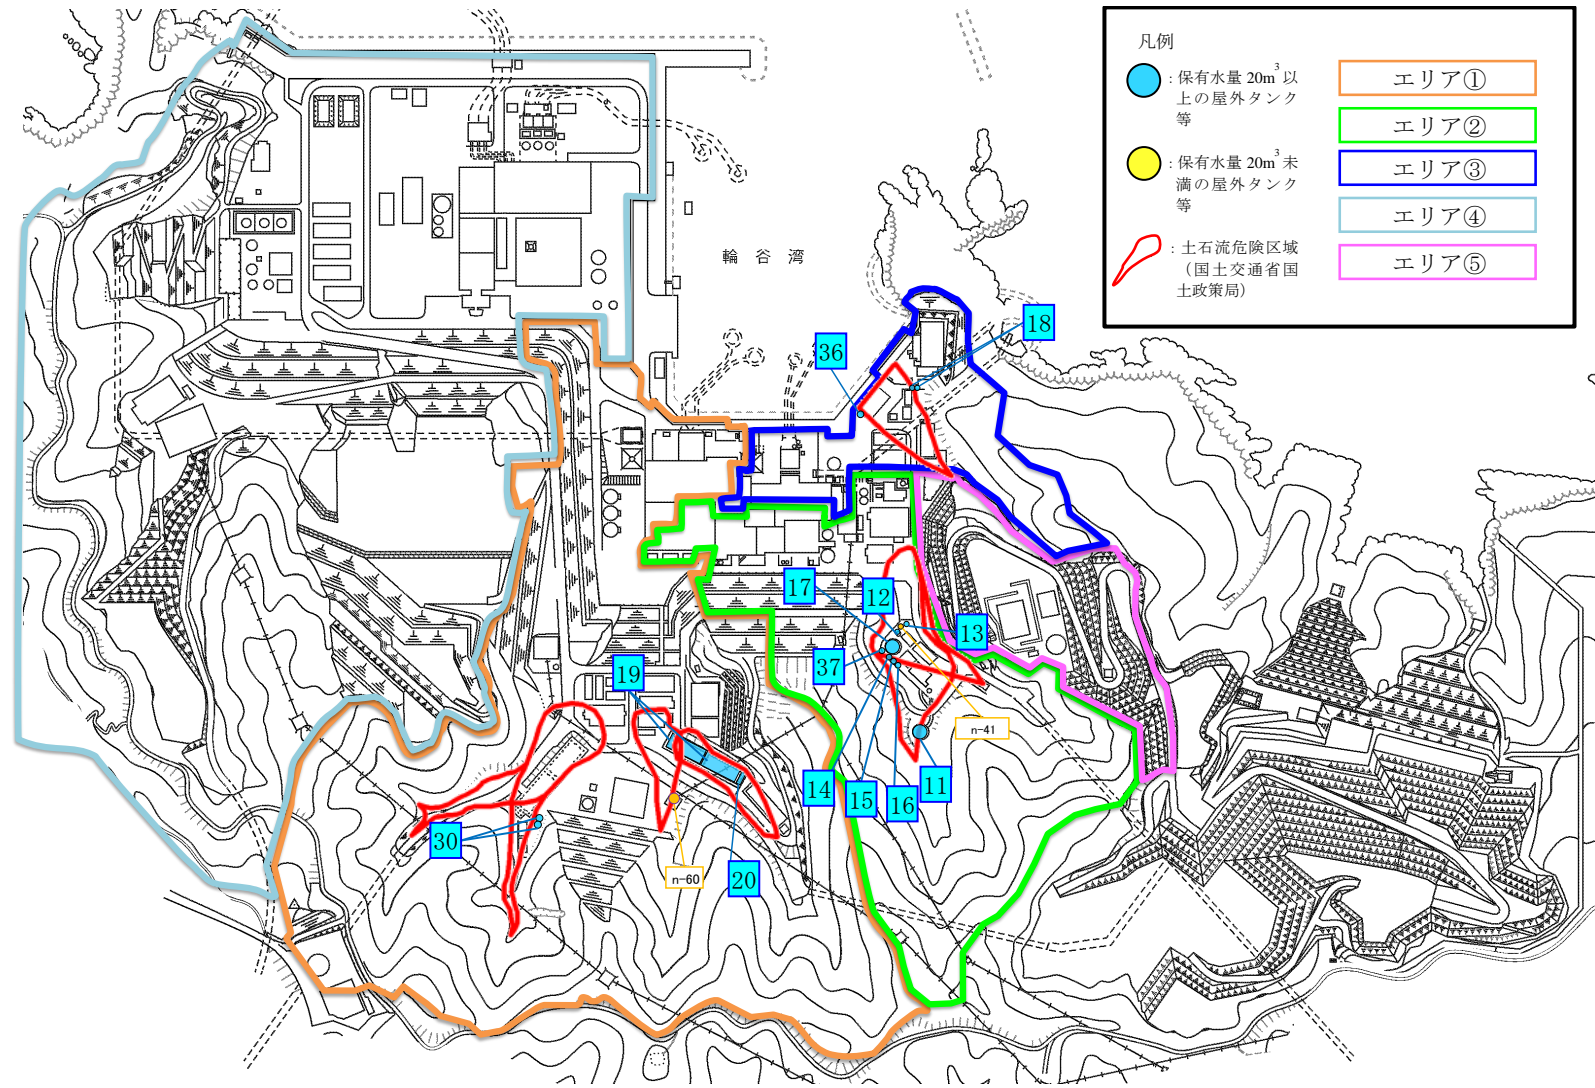 凡例
：保有水量 20m³ 以
上の屋外タンク
等
：保有水量 20m³ 未
満の屋外タンク
等
：土石流危険区域
（国土交通省国
土政策局）
エリア①
エリア②
エリア③
エリア④
エリア⑤
輪谷湾
18
36
17
12
13
37
19
n-41
14
15
16
11
30
n-60
20